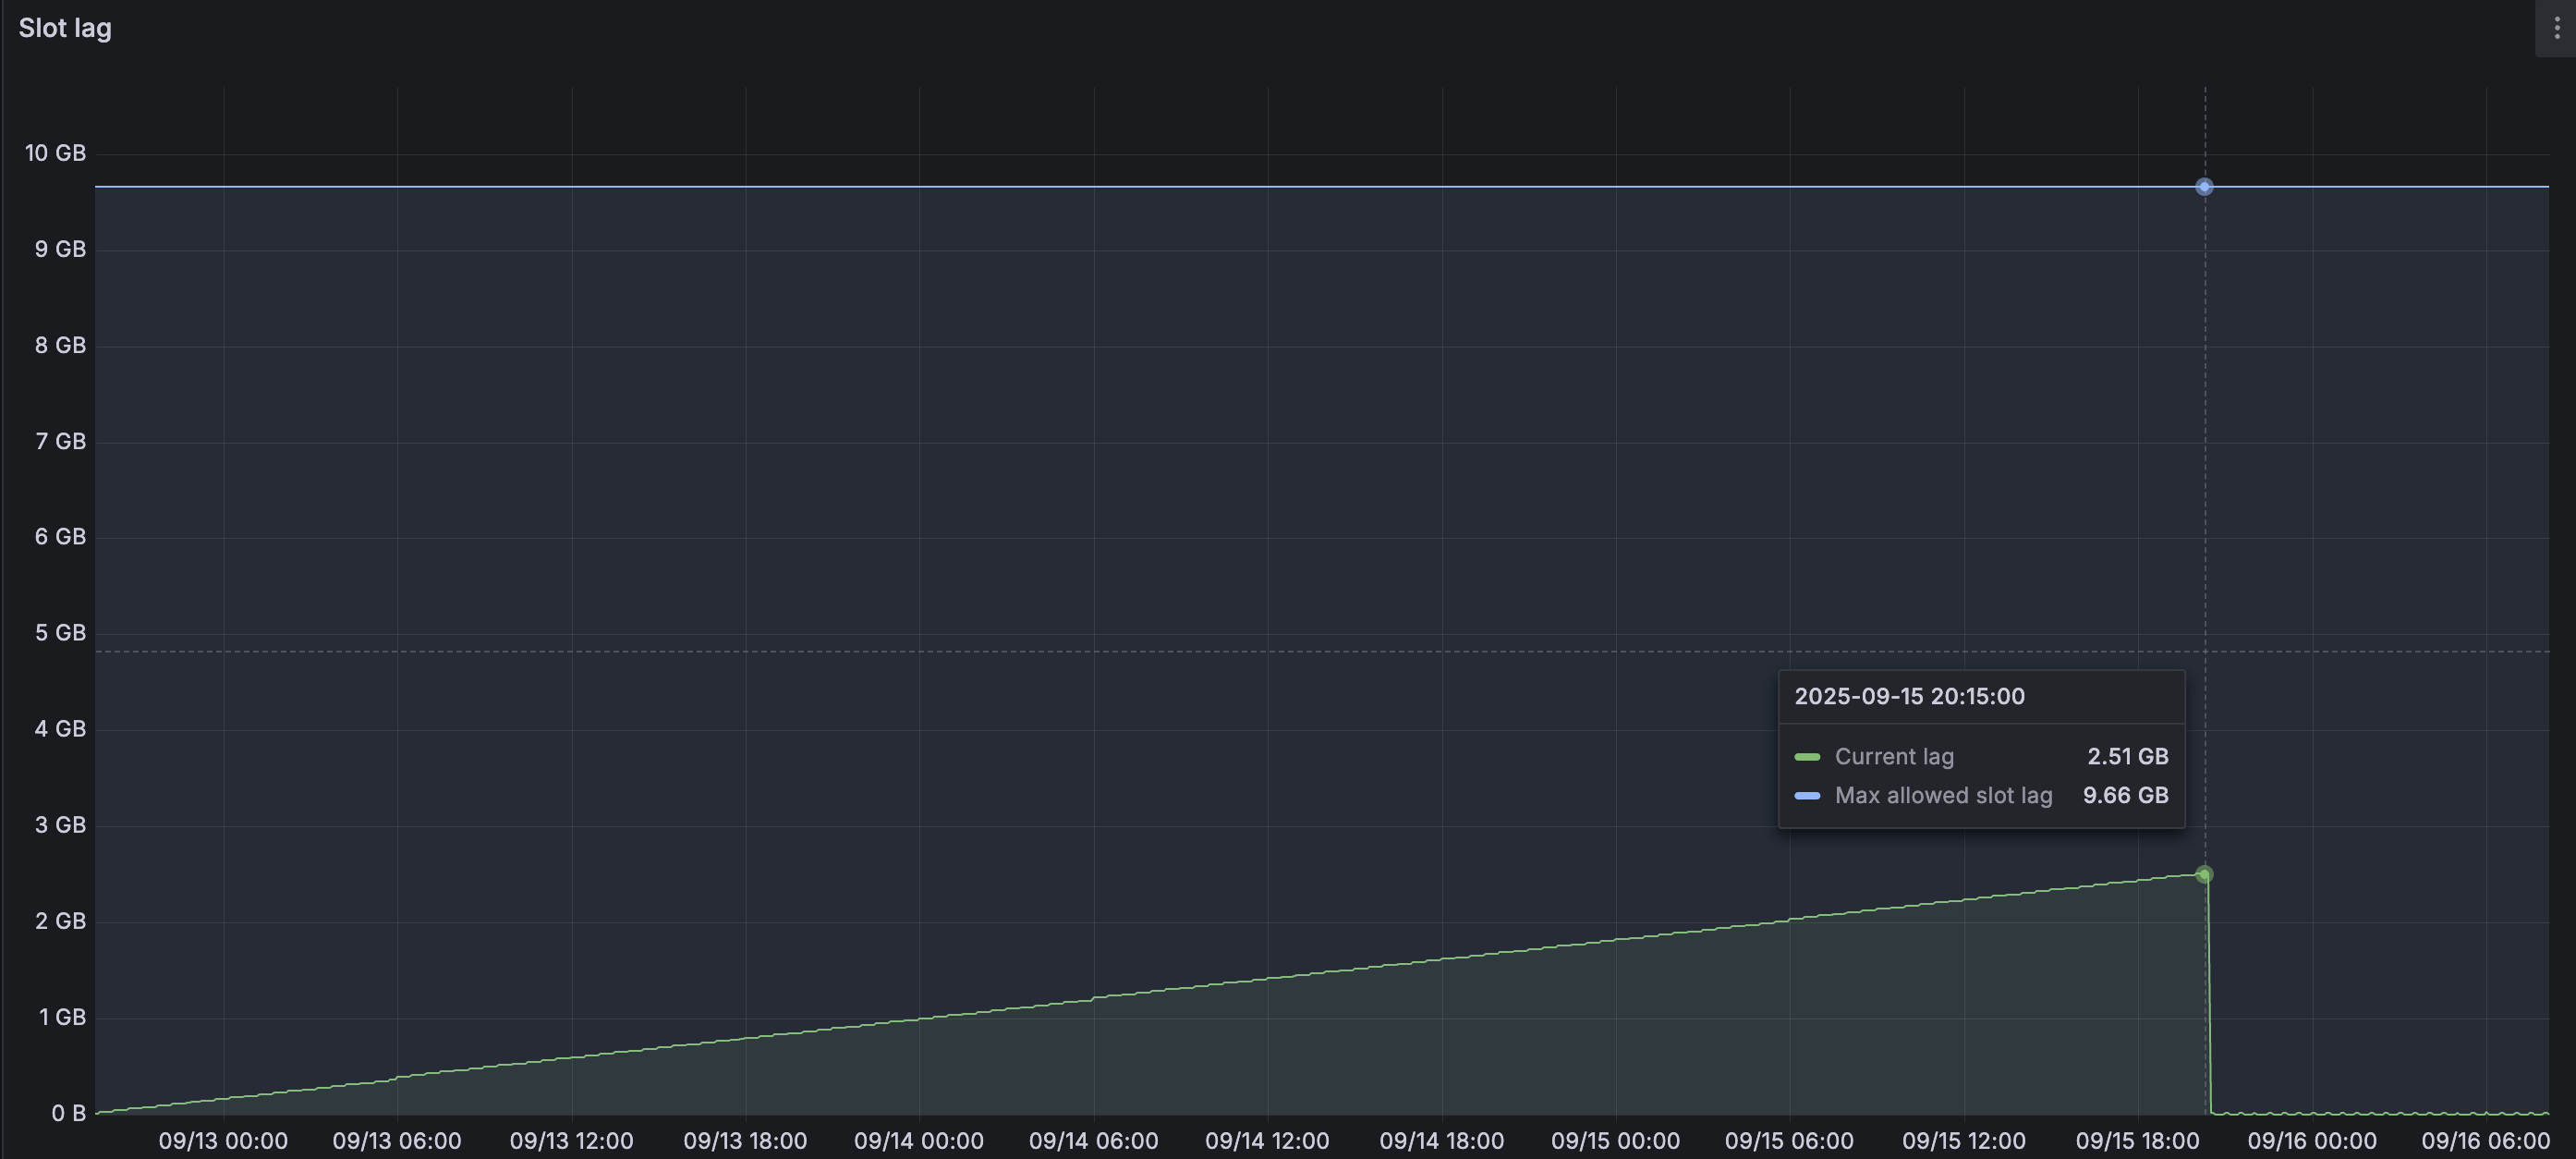 Slot lag
10 GB
9 GB
8 GB
7 GB
6 GB
5 GB
4 GB
3 GB
2 GB
1 GB
0 B
2025-09-15 20:15:00
Current lag 2.51 GB
Max allowed slot lag 9.66 GB
09/13 00:00 09/13 06:00 09/13 12:00 09/13 18:00 09/14 00:00 09/14 06:00 09/14 12:00 09/14 18:00 09/15 00:00 09/15 06:00 09/15 12:00 09/15 18:00 09/16 00:00 09/16 06:00